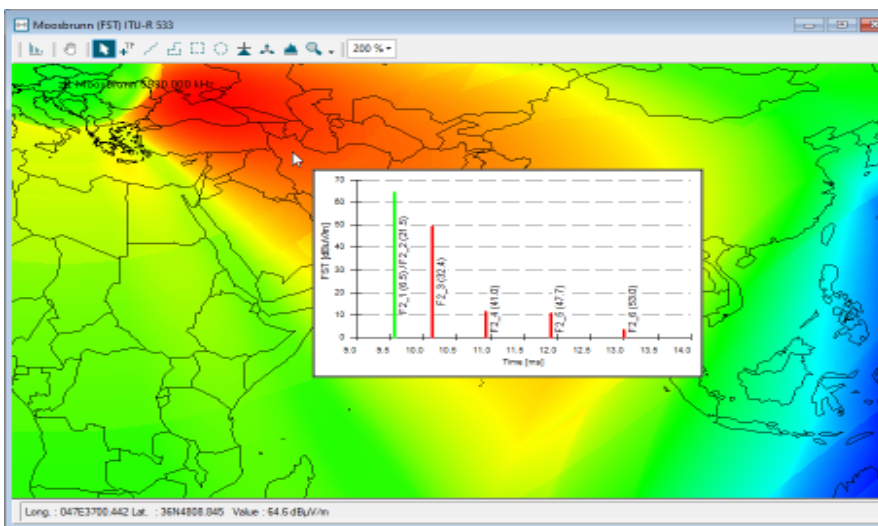 Moosbrunn (FST) ITU-R 533
200 %
Moosbrunn 5930.000 kHz
FST [dBµV/m]
70
60
50
40
30
20
10
0
F2_1 (6.5) /F2_2 (21.5)
F2_3 (32.4)
F2_4 (41.0)
F2_5 (47.7)
F2_6 (53.0)
9.0 9.5 10.0 10.5 11.0 11.5 12.0 12.5 13.0 13.5 14.0
Time [ms]
Long. : 047E3700.442 Lat. : 36N4808.845 Value : 64.6 dBµV/m